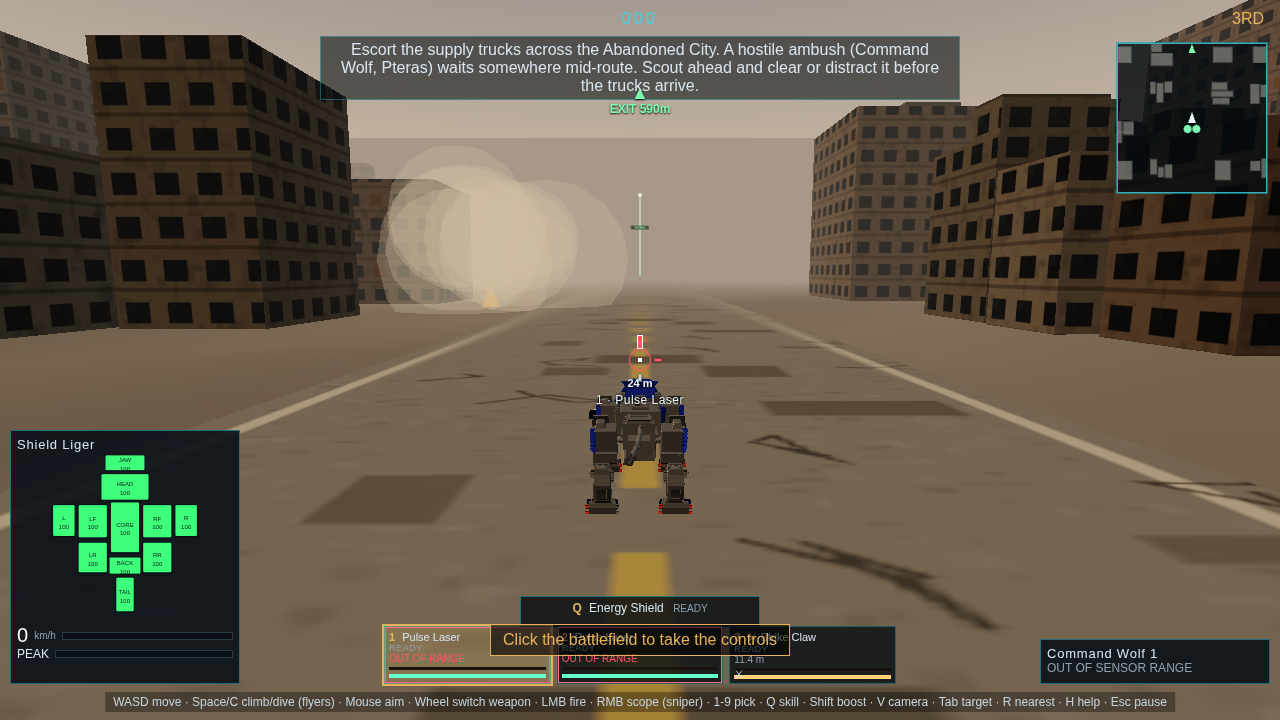 000
3RD
Escort the supply trucks across the Abandoned City. A hostile ambush (Command
Wolf, Pteras) waits somewhere mid-route. Scout ahead and clear or distract it before
the trucks arrive.
EXIT 590m
24 m
1 · Pulse Laser
Shield Liger
JAW
100
HEAD
100
L
100
LF
100
CORE
100
RF
100
R
100
LR
100
BACK
100
RR
100
TAIL
100
0 km/h
PEAK
Q Energy Shield READY
1 Pulse Laser
READY
OUT OF RANGE
OUT OF RANGE
Claw
READY
11.4 m
Click the battlefield to take the controls
Command Wolf 1
OUT OF SENSOR RANGE
WASD move · Space/C climb/dive (flyers) · Mouse aim · Wheel switch weapon · LMB fire · RMB scope (sniper) · 1-9 pick · Q skill · Shift boost · V camera · Tab target · R nearest · H help · Esc pause